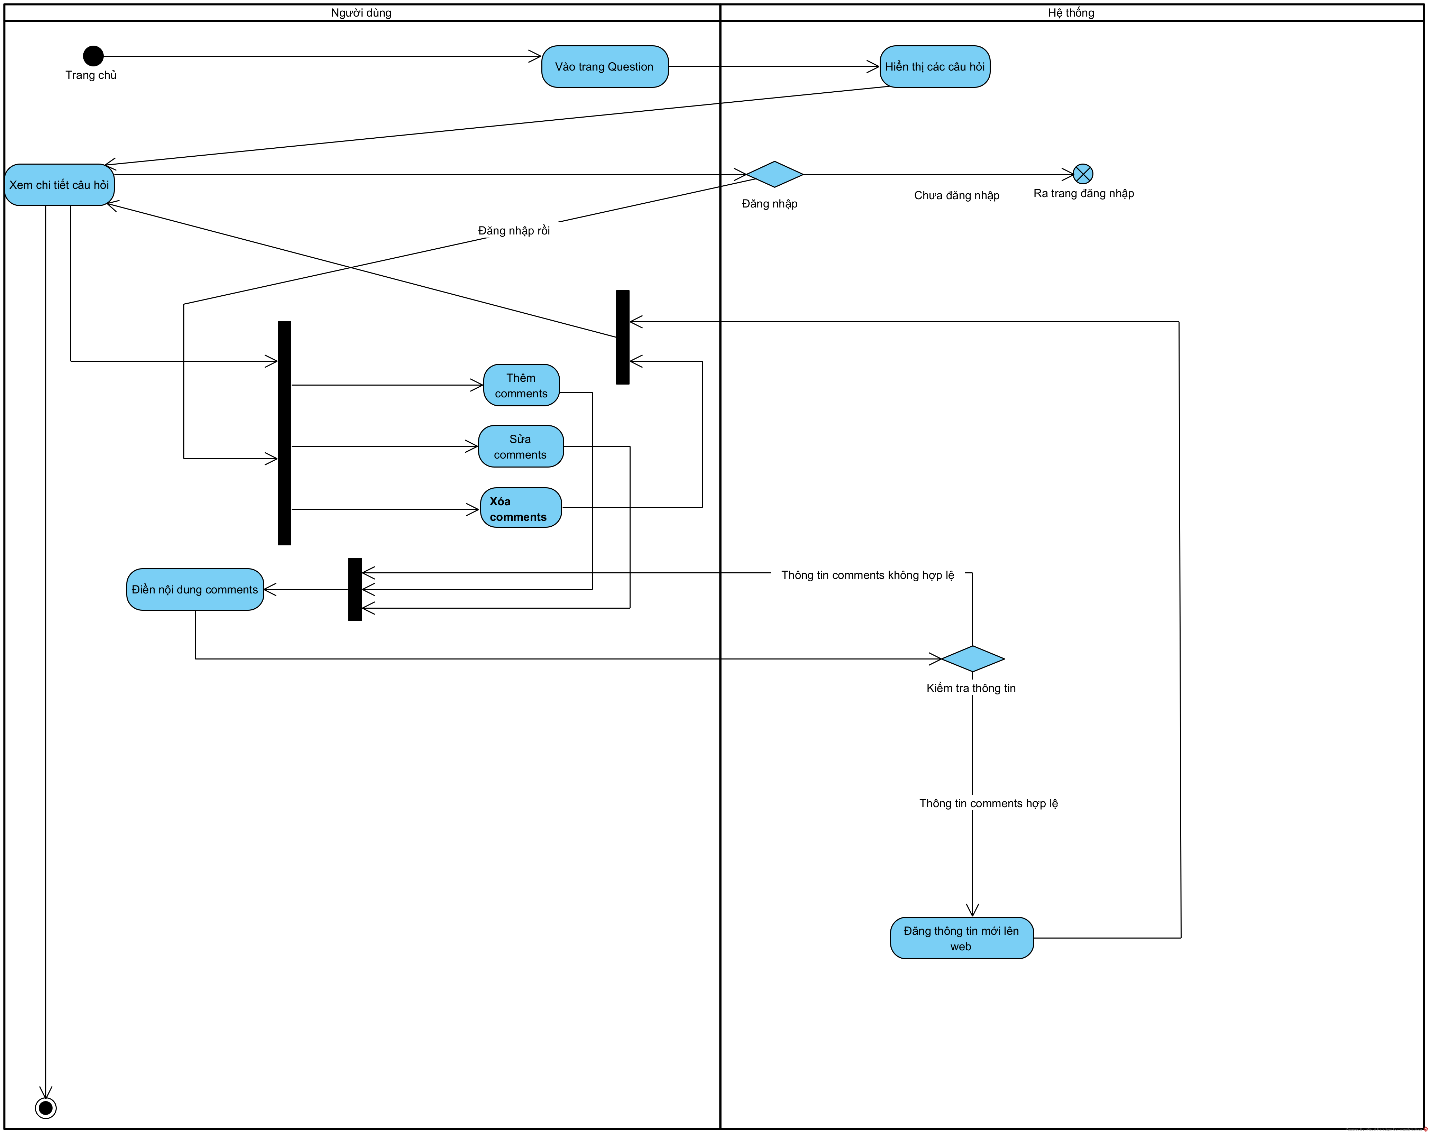 Người dùng
Hệ thống
Trang chủ
Vào trang Question
Hiển thị các câu hỏi
Xem chi tiết câu hỏi
Đăng nhập
Chưa đăng nhập
Ra trang đăng nhập
Đăng nhập rồi
Thêm
comments
Sửa
comments
Xóa
comments
Thông tin comments không hợp lệ
Điền nội dung comments
Kiểm tra thông tin
Thông tin comments hợp lệ
Đăng thông tin mới lên
web